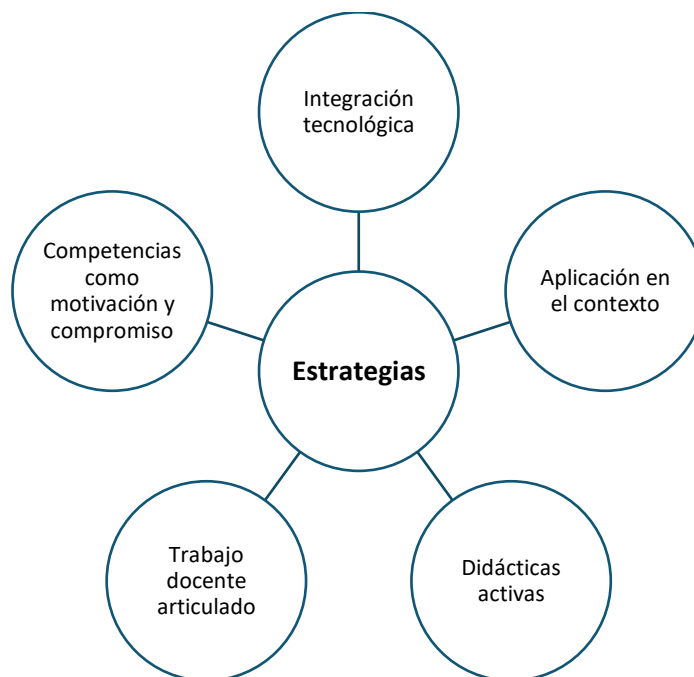 Integración
tecnológica
Competencias
como
motivación y
compromiso
Aplicación en
el contexto
Estrategias
Trabajo
docente
articulado
Didácticas
activas